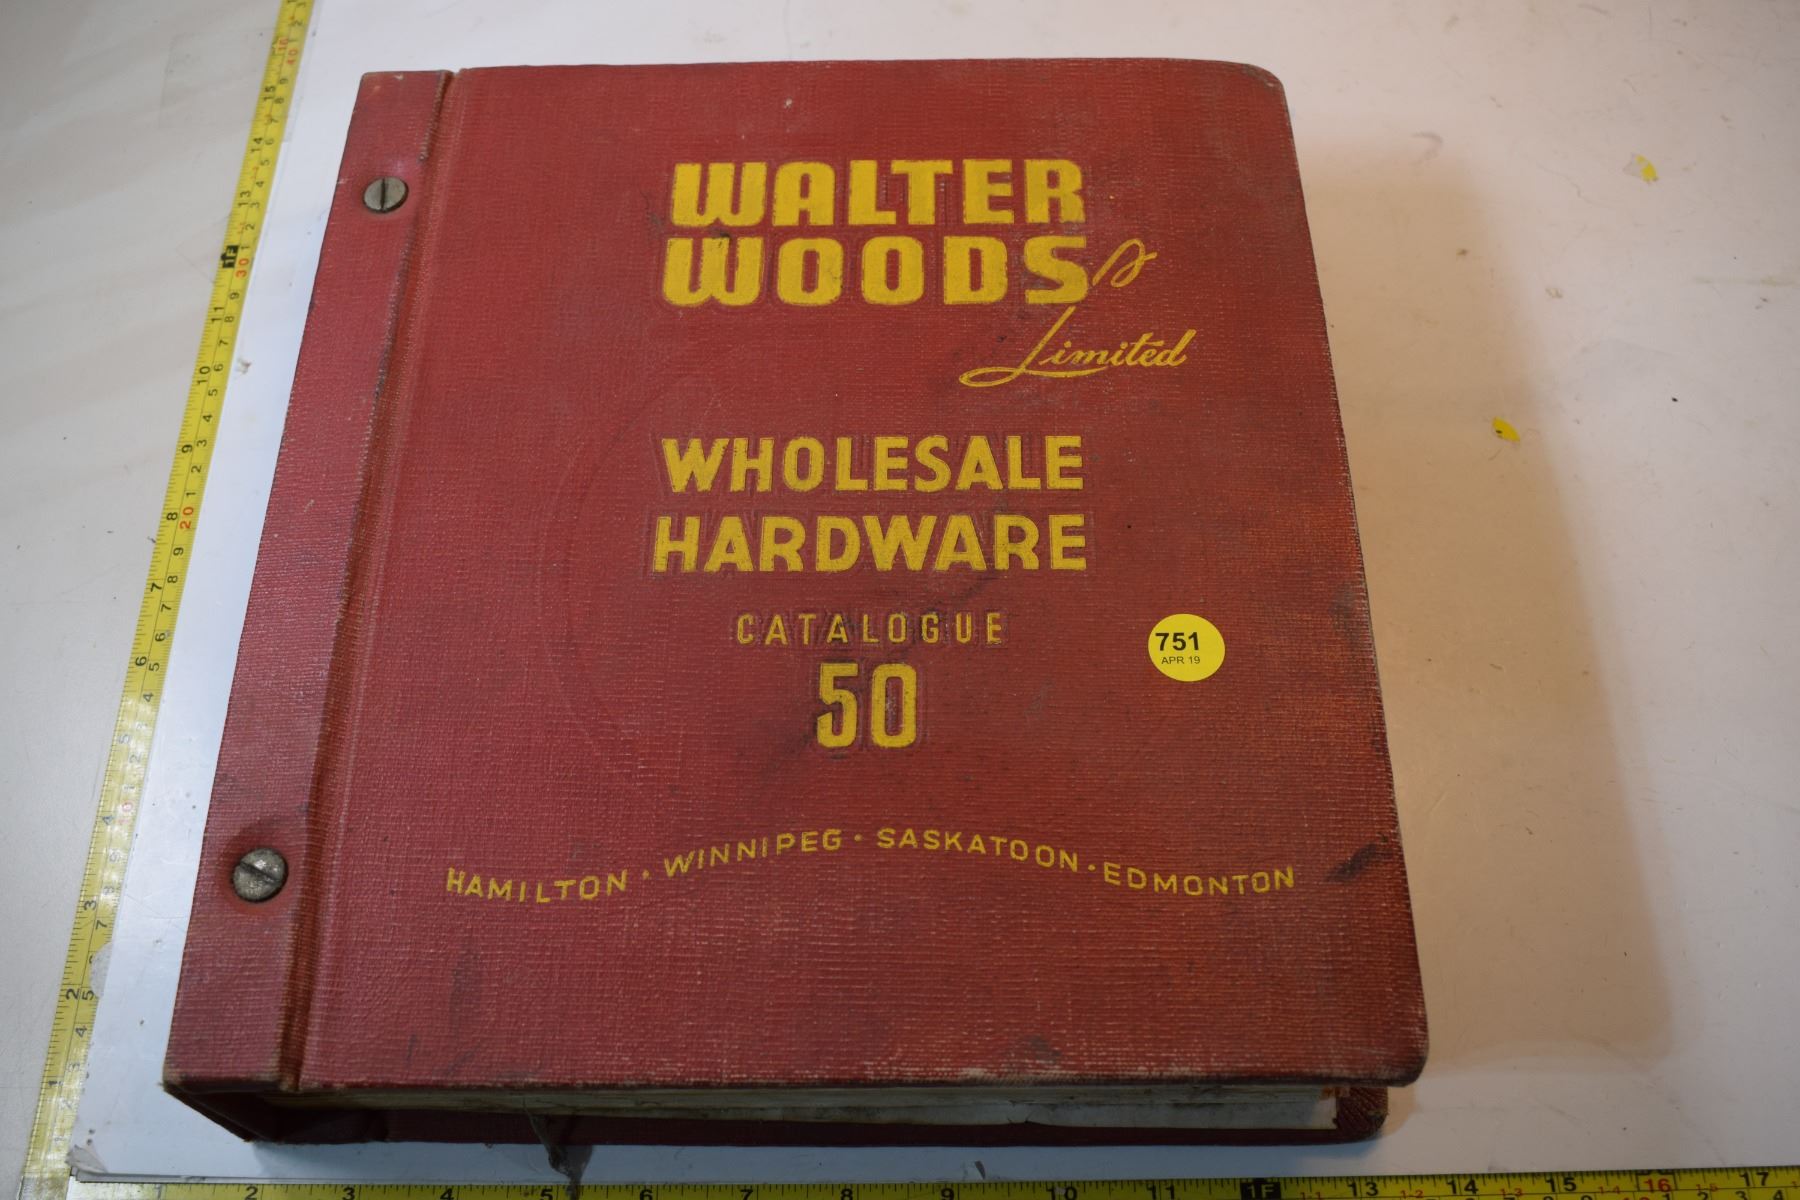 WALTER
WOODS
Limited
WHOLESALE
HARDWARE
CATALOGUE
50
751
APR 19
HAMILTON · WINNIPEG · SASKATOON · EDMONTON